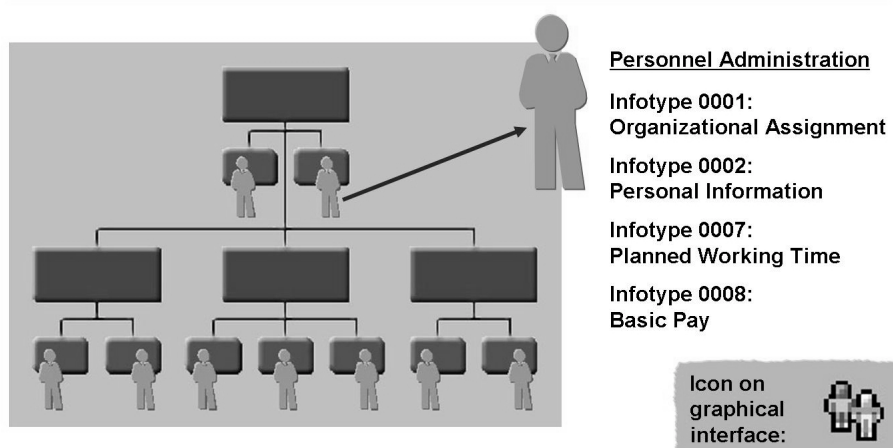 Personnel Administration
Infotype 0001:
Organizational Assignment
Infotype 0002:
Personal Information
Infotype 0007:
Planned Working Time
Infotype 0008:
Basic Pay
Icon on
graphical
interface: